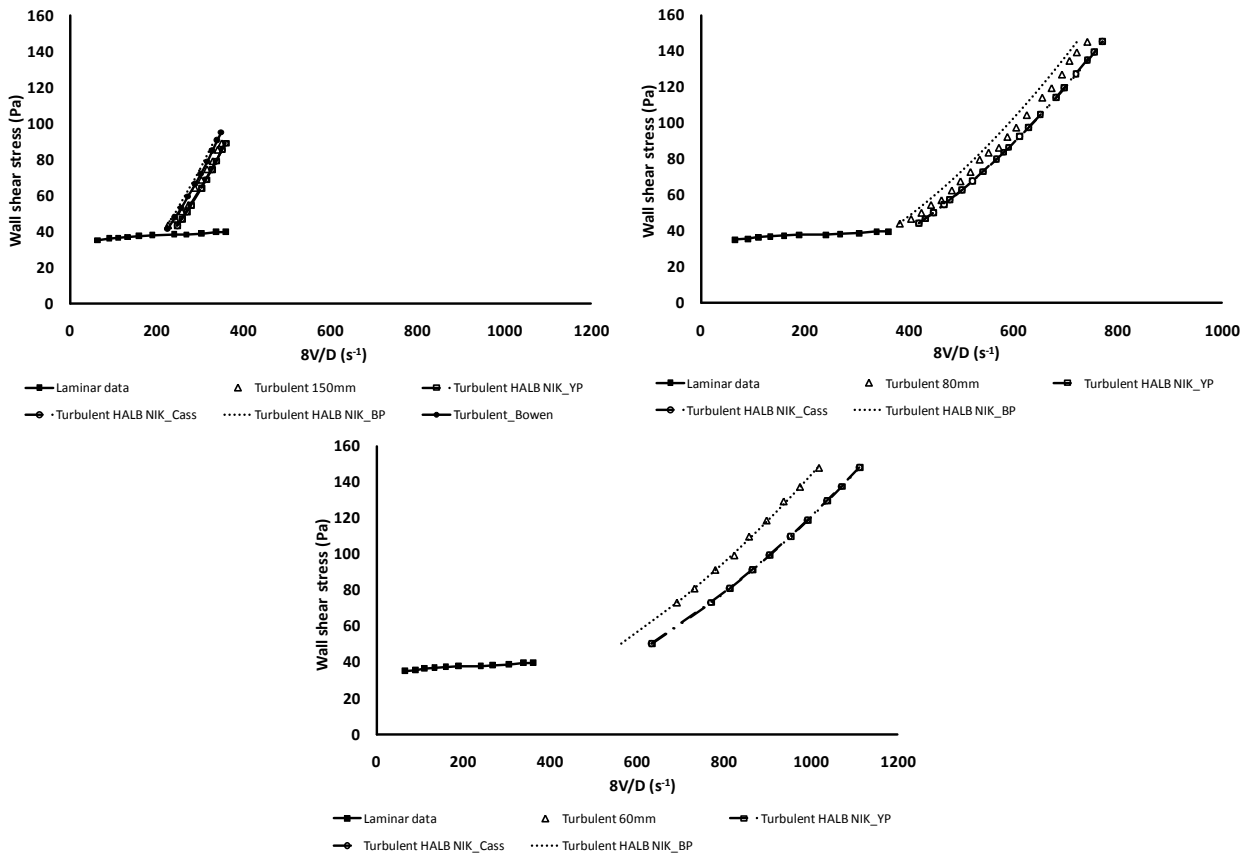 Wall shear stress (Pa)
160
140
120
100
80
60
40
20
0
0 200 400 600 800 1000 1200
8V/D (s-1)
Laminar data Turbulent 150mm Turbulent HALB NIK_YP
Turbulent HALB NIK_Cass Turbulent HALB NIK_BP Turbulent_Bowen
Wall shear stress (Pa)
160
140
120
100
80
60
40
20
0
0 200 400 600 800 1000
8V/D (s-1)
Laminar data Turbulent 80mm Turbulent HALB NIK_YP
Turbulent HALB NIK_Cass Turbulent HALB NIK_BP
Wall shear stress (Pa)
160
140
120
100
80
60
40
20
0
0 200 400 600 800 1000 1200
8V/D (s-1)
Laminar data Turbulent 60mm Turbulent HALB NIK_YP
Turbulent HALB NIK_Cass Turbulent HALB NIK_BP